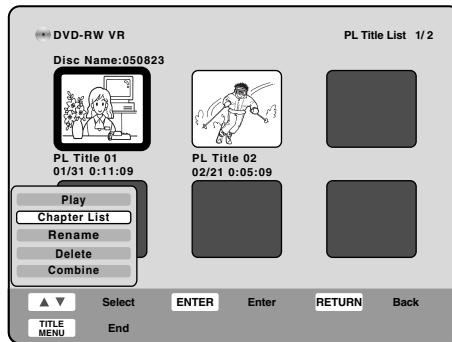 DVD-RW VR PL Title List 1/2
Disc Name:050823
PL Title 01 PL Title 02
01/31 0:11:09 02/21 0:05:09
Play
Chapter List
Rename
Delete
Combine
▲ ▼ Select ENTER Enter RETURN Back
TITLE MENU End